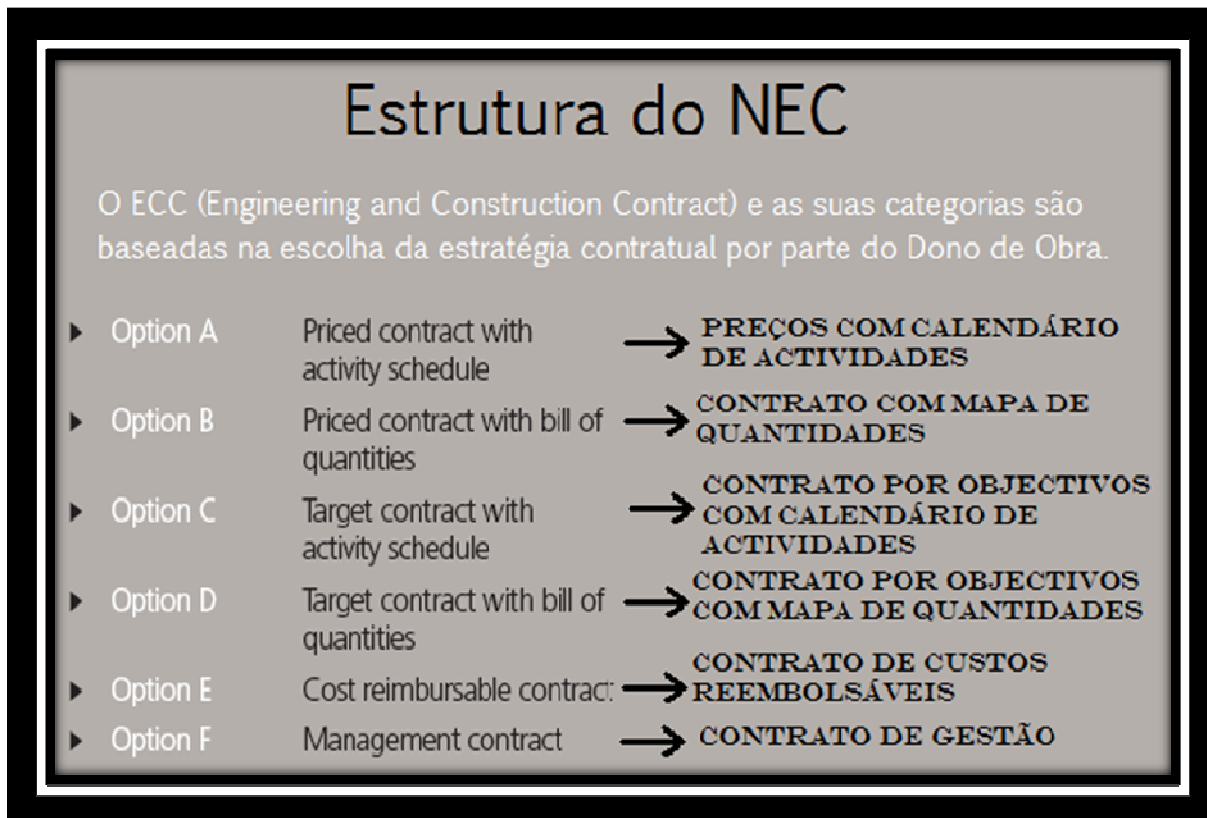 Estrutura do NEC
O ECC (Engineering and Construction Contract) e as suas categorias são
baseadas na escolha da estratégia contratual por parte do Dono de Obra.
Option A
Priced contract with
activity schedule
PREÇOS COM CALENDÁRIO
DE ACTIVIDADES
Option B
Priced contract with bill of
quantities
CONTRATO COM MAPA DE
QUANTIDADES
Option C
Target contract with
activity schedule
CONTRATO POR OBJECTIVOS
COM CALENDÁRIO DE
ACTIVIDADES
Option D
Target contract with bill of
quantities
CONTRATO POR OBJECTIVOS
COM MAPA DE QUANTIDADES
Option E
Cost reimbursable contract
CONTRATO DE CUSTOS
REEMBOLSÁVEIS
Option F
Management contract
CONTRATO DE GESTÃO